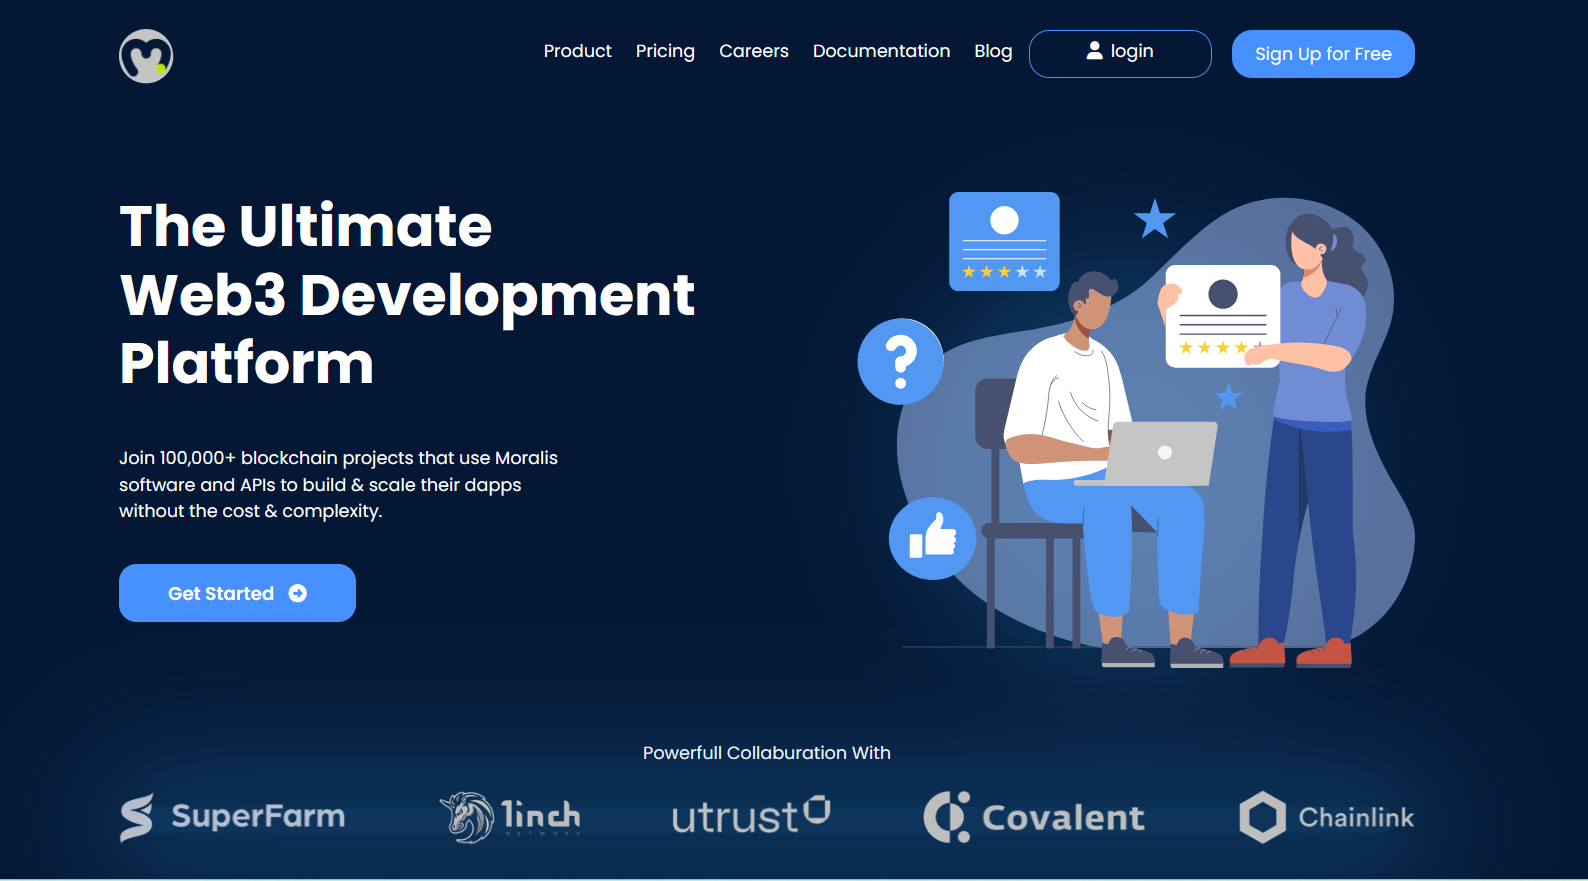 Product Pricing Careers Documentation Blog login Sign Up for Free
The Ultimate
Web3 Development
Platform
Join 100,000+ blockchain projects that use Moralis
software and APIs to build & scale their dapps
without the cost & complexity.
Get Started
Powerfull Collaburation With
SuperFarm 1inch utrust Covalent Chainlink
NETWORK